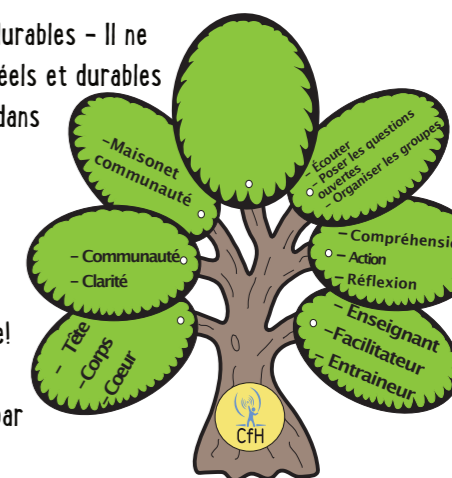 durables – Il ne
éels et durables
dans
e!
par
–Maisonet
communauté
– Écouter
– Poser les questions
ouvertes
– Organiser les groupes
– Communauté
– Clarité
– Compréhensio
– Action
– Réflexion
– Tête
–Corps
–Coeur
– Enseignant
–Facilitateur
– Entraineur
CfH